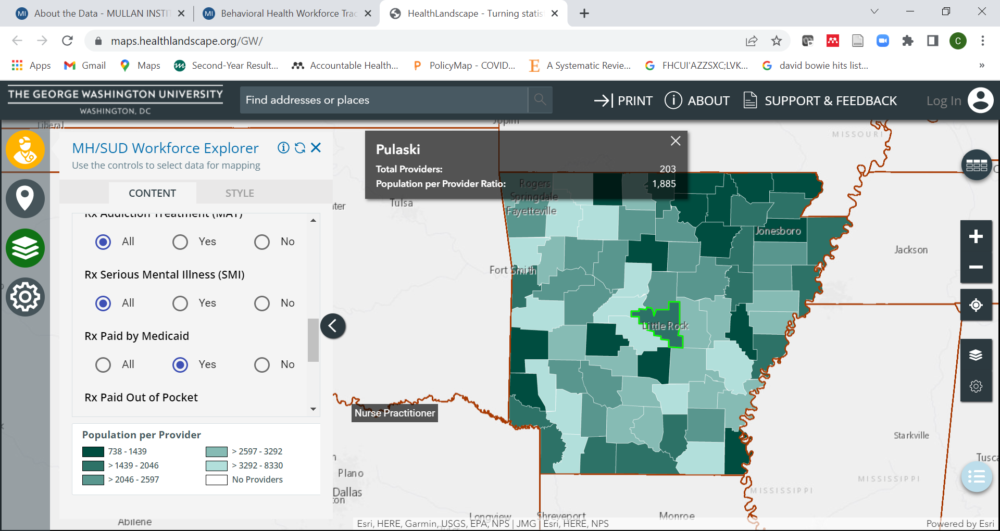 MI About the Data - MULLAN INSTI
MI Behavioral Health Workforce Trac
HealthLandscape - Turning statis
maps.healthlandscape.org/GW/
C
Apps
Gmail
Maps
Second-Year Result...
Accountable Health...
PolicyMap - COVID...
A Systematic Revie...
FHCUI'AZZSXC;LVK...
david bowie hits list...
»
THE GEORGE WASHINGTON UNIVERSITY
WASHINGTON, DC
Find addresses or places
PRINT
ABOUT
SUPPORT & FEEDBACK
Log In
Liberal
Joplin
MISSOURI
MH/SUD Workforce Explorer
Use the controls to select data for mapping
CONTENT
STYLE
Rx Addiction Treatment (MAT)
All
Yes
No
Rx Serious Mental Illness (SMI)
All
Yes
No
Rx Paid by Medicaid
All
Yes
No
Rx Paid Out of Pocket
Population per Provider
738 - 1439
> 1439 - 2046
> 2046 - 2597
> 2597 - 3292
> 3292 - 8330
No Providers
Pulaski
Total Providers: 203
Population per Provider Ratio: 1,885
Rogers
Springdale
Fayetteville
Tulsa
Jonesboro
Jackson
Fort Smith
Little Rock
Nurse Practitioner
Starkville
Tusca
Plano
Dallas
MISSISSIPPI
MISSISSIPPI
Abilene
Longview
Shreveport
Monroe
Esri, HERE, Garmin, USGS, EPA, NPS | JMG | Esri, HERE, NPS
Powered by Esri